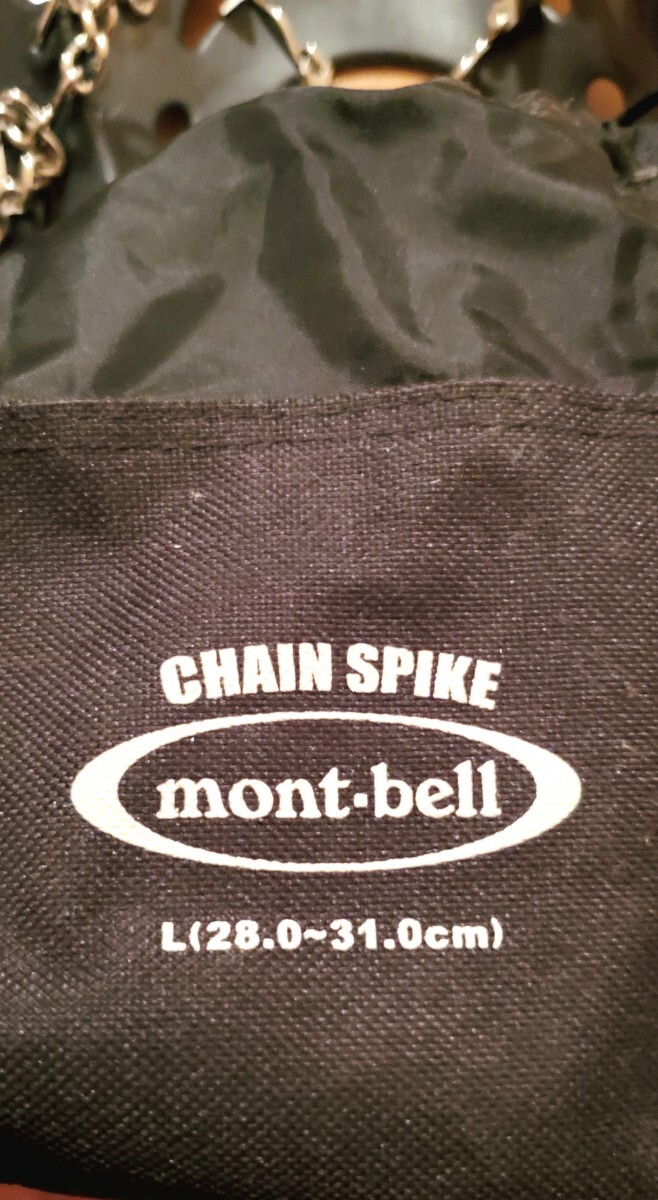 CHAIN SPIKE
mont·bell
L(28.0~31.0cm)